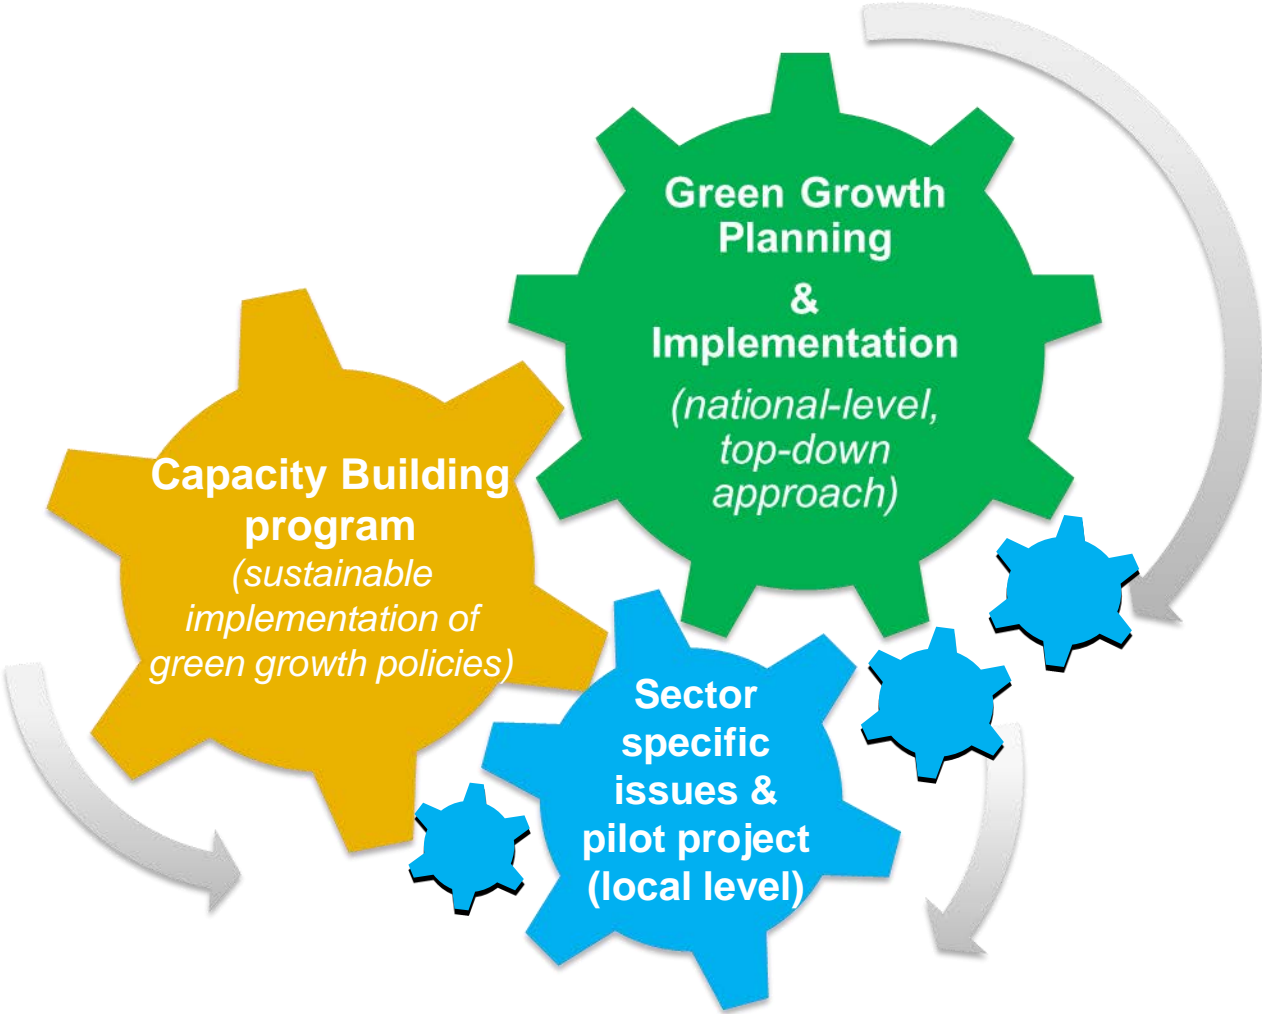 Green Growth
Planning
&
Implementation
(national-level,
top-down
approach)
Capacity Building
program
(sustainable
implementation of
green growth policies)
Sector
specific
issues &
pilot project
(local level)